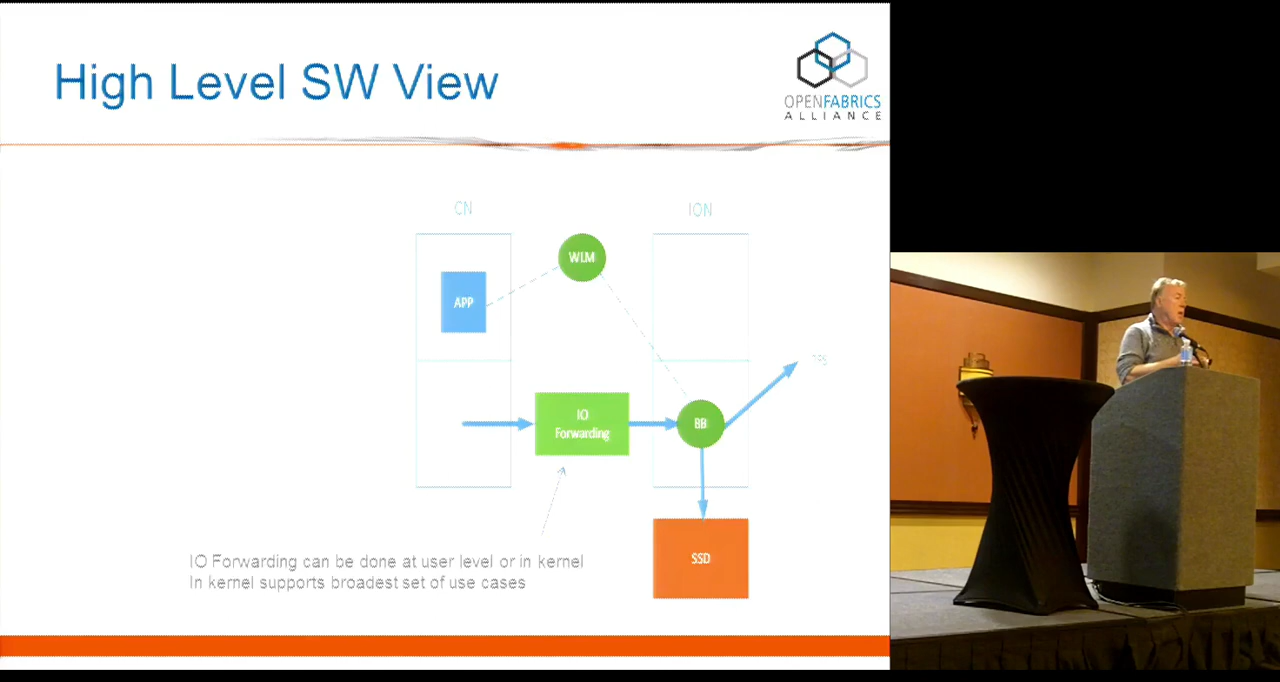 High Level SW View
OPENFABRICS
ALLIANCE
CN
ION
WLM
APP
IO
Forwarding
BB
SSD
IO Forwarding can be done at user level or in kernel
In kernel supports broadest set of use cases